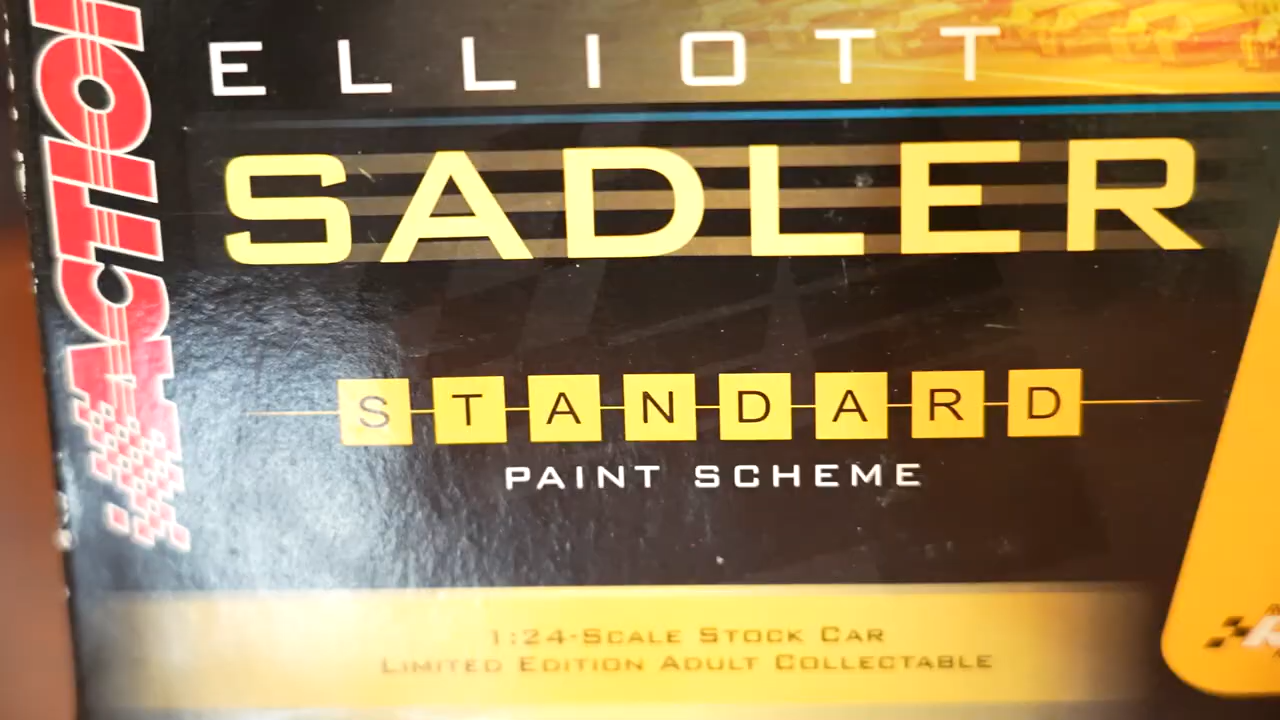 ACTION
ELLIOTT
SADLER
STANDARD
PAINT SCHEME
1:24-SCALE STOCK CAR
LIMITED EDITION ADULT COLLECTABLE